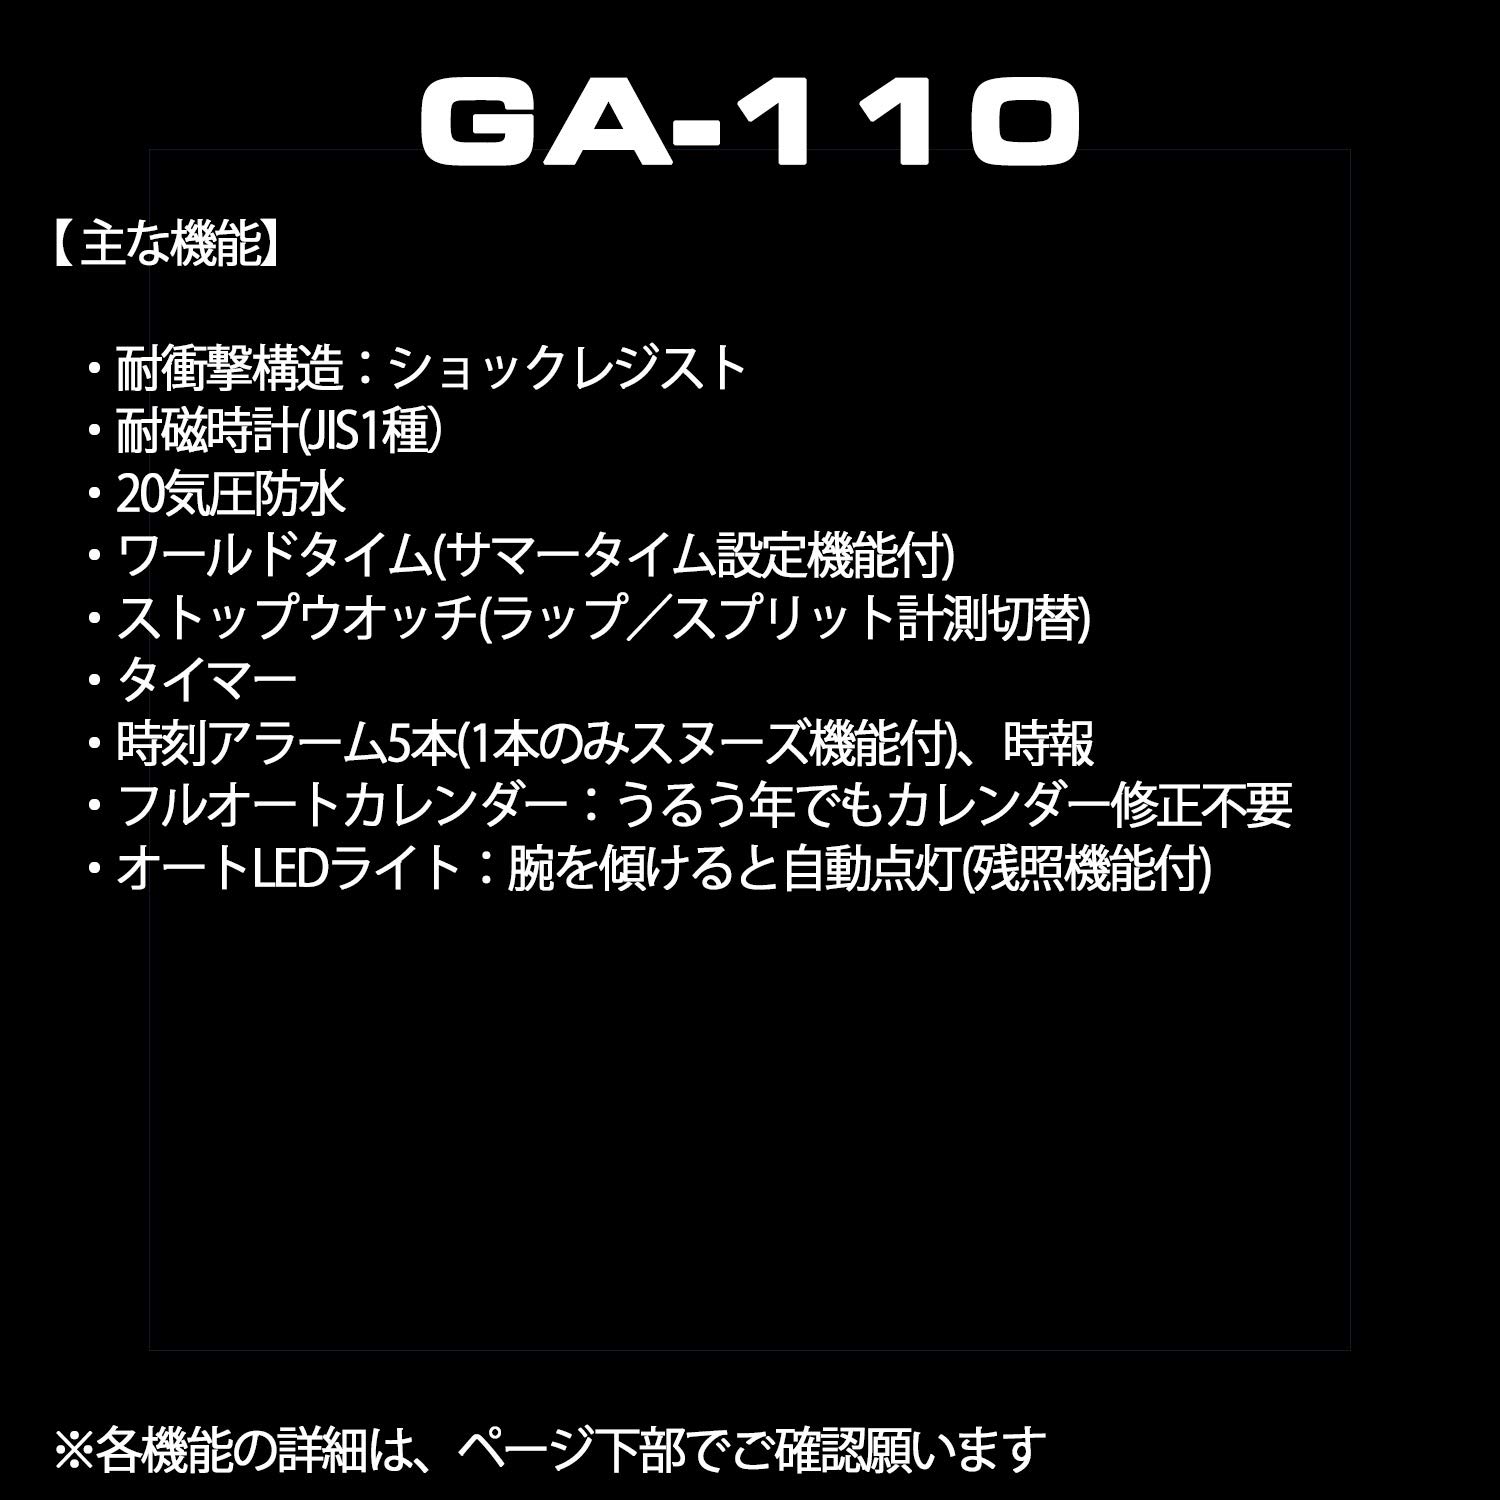 GA-110
【主な機能】
・耐衝撃構造：ショックレジスト
・耐磁時計(JIS1種）
・20気圧防水
・ワールドタイム(サマータイム設定機能付)
・ストップウオッチ(ラップ／スプリット計測切替)
・タイマー
・時刻アラーム5本(1本のみスヌーズ機能付)、時報
・フルオートカレンダー：うるう年でもカレンダー修正不要
・オートLEDライト：腕を傾けると自動点灯(残照機能付)
※各機能の詳細は、ページ下部でご確認願います